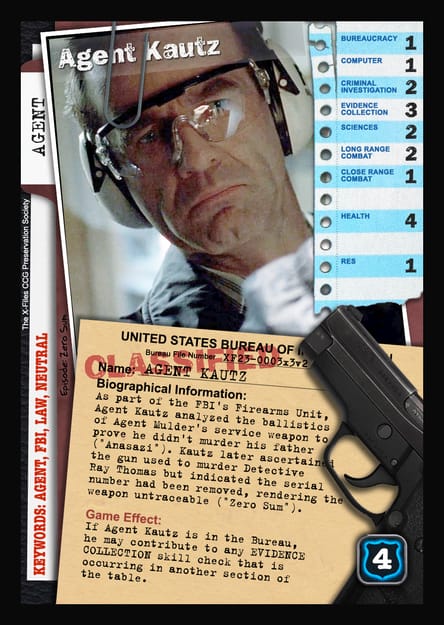 Agent Kautz
AGENT
BUREAUCRACY 1
COMPUTER 1
CRIMINAL
INVESTIGATION 2
EVIDENCE
COLLECTION 3
SCIENCES 2
LONG RANGE
COMBAT 2
CLOSE RANGE
COMBAT 1
HEALTH 4
RES 1
The X-Files CCG Preservation Society
KEYWORDS: AGENT, FBI, LAW, NEUTRAL
Episode: Zero Sum
UNITED STATES BUREAU OF
Bureau File Number XF23-0003x3v2
CLASSIFIED
Name: AGENT KAUTZ
Biographical Information:
As part of the FBI's Firearms Unit,
Agent Kautz analyzed the ballistics
of Agent Mulder's service weapon to
prove he didn't murder his father
("Anasazi"). Kautz later ascertained
the gun used to murder Detective
Ray Thomas but indicated the serial
number had been removed, rendering the
weapon untraceable ("Zero Sum").
Game Effect:
If Agent Kautz is in the Bureau,
he may contribute to any EVIDENCE
COLLECTION skill check that is
occurring in another section of
the table.
4